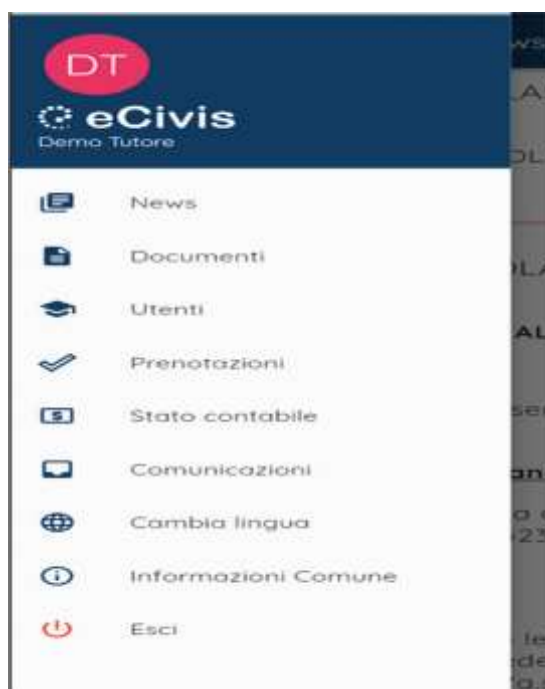 DT
eCivis
Demo Tutore
News
Documenti
Utenti
Prenotazioni
Stato contabile
Comunicazioni
Cambia lingua
Informazioni Comune
Esci